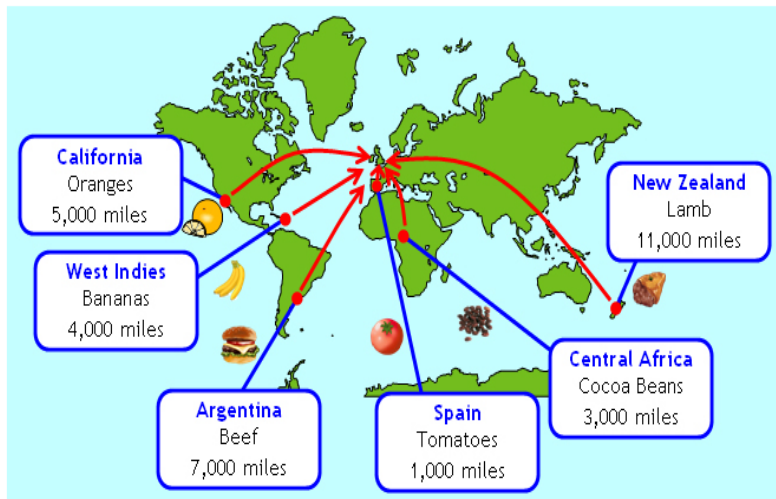 California
Oranges
5,000 miles
West Indies
Bananas
4,000 miles
Argentina
Beef
7,000 miles
Spain
Tomatoes
1,000 miles
Central Africa
Cocoa Beans
3,000 miles
New Zealand
Lamb
11,000 miles